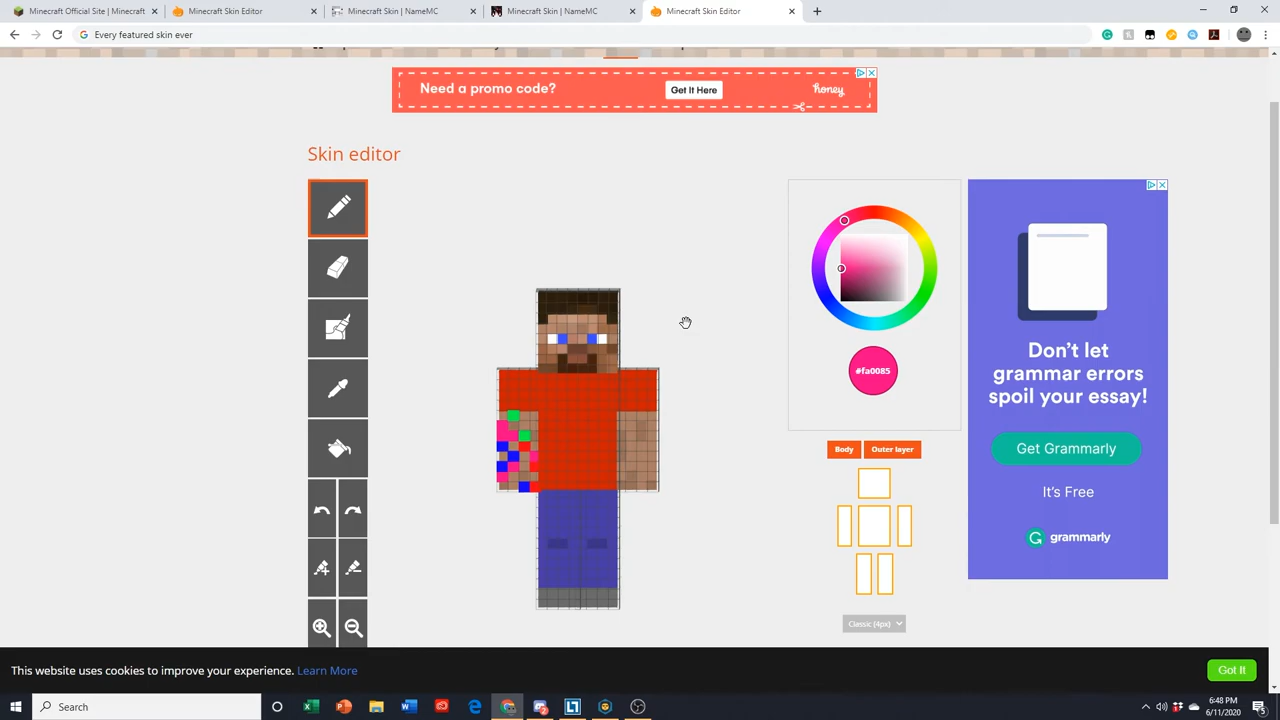 Minecraft Official Site | Minecraft
Minecraft Skin Editor
Minecraft Skin | NameMC
Minecraft Skin | NameMC
Minecraft Skin Editor
Every featured skin ever
Need a promo code?
Get It Here
honey
Skin editor
#fa0085
Body
Outer layer
Classic (4px)
Don't let
grammar errors
spoil your essay!
Get Grammarly
It's Free
grammarly
This website uses cookies to improve your experience. Learn More
Got It
Search
6:48 PM
6/11/2020